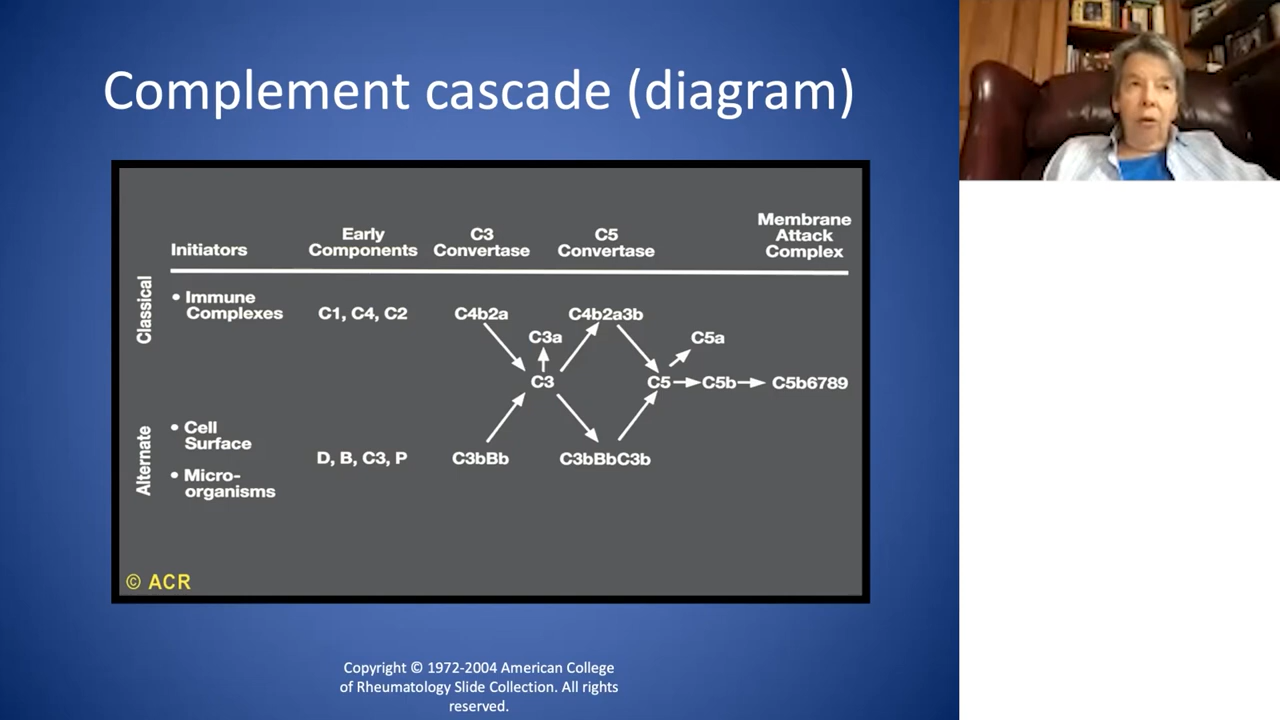 Complement cascade (diagram)
Initiators
Early
Components
C3
Convertase
C5
Convertase
Membrane
Attack
Complex
Classical
• Immune
Complexes
C1, C4, C2
C4b2a
C4b2a3b
C3a
C5a
C3
C5
C5b
C5b6789
Alternate
• Cell
Surface
• Micro-
organisms
D, B, C3, P
C3bBb
C3bBbC3b
© ACR
Copyright © 1972-2004 American College
of Rheumatology Slide Collection. All rights
reserved.